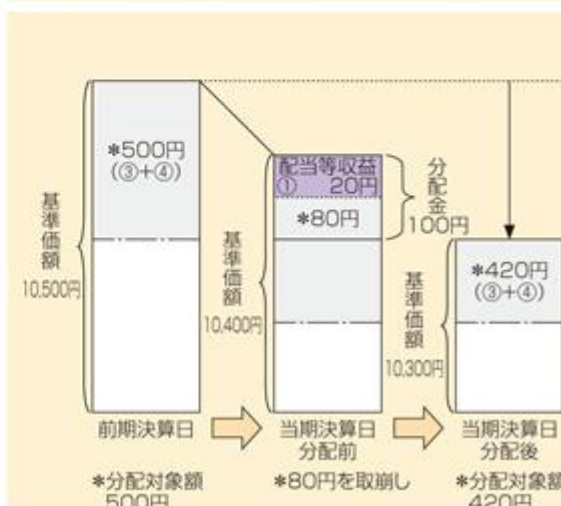 *500円
(③+④)
基準価額
10,500円
前期決算日
*分配対象額
500円
配当等収益
① 20円
*80円
分配金
100円
基準価額
10,400円
当期決算日
分配前
*80円を取崩し
*420円
(③+④)
基準価額
10,300円
当期決算日
分配後
*分配対象額
420円